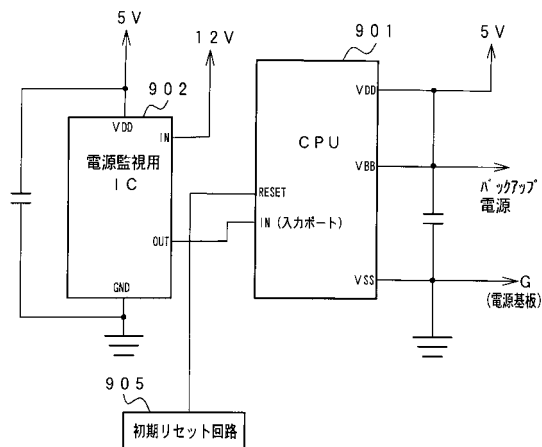 5V
12V
902
VDD
IN
電源監視用
IC
OUT
GND
901
5V
VDD
CPU
VBB
バックアップ
電源
RESET
IN (入力ポート)
VSS
G
(電源基板)
905
初期リセット回路